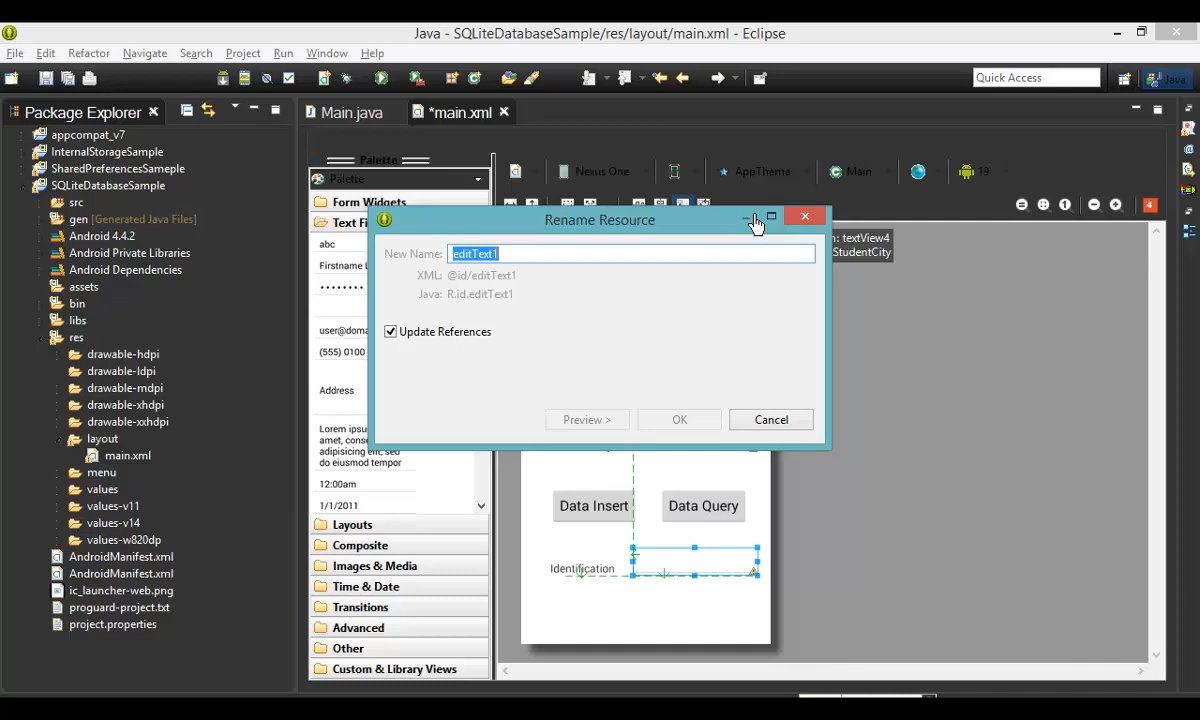 Java - SQLiteDatabaseSample/res/layout/main.xml - Eclipse
File Edit Refactor Navigate Search Project Run Window Help
Quick Access
Java
Package Explorer
Main.java
*main.xml
appcompat_v7
InternalStorageSample
SharedPreferencesSameple
SQLiteDatabaseSample
src
gen [Generated Java Files]
Android 4.4.2
Android Private Libraries
Android Dependencies
assets
bin
libs
res
drawable-hdpi
drawable-ldpi
drawable-mdpi
drawable-xhdpi
drawable-xxhdpi
layout
main.xml
menu
values
values-v11
values-v14
values-w820dp
AndroidManifest.xml
AndroidManifest.xml
ic_launcher-web.png
proguard-project.txt
project.properties
Palette
Palette
Form Widgets
Text Fi
abc
Firstname L
user@doma
(555) 0100
Address
Lorem ipsu
amet, cons
adipisicing elit, sed
do eiusmod tempor
12:00am
1/1/2011
Layouts
Composite
Images & Media
Time & Date
Transitions
Advanced
Other
Custom & Library Views
Nexus One
AppTheme
Main
19
4
: textView4
StudentCity
Rename Resource
New Name: editText1
XML: @id/editText1
Java: R.id.editText1
Update References
Preview >
OK
Cancel
Data Insert
Data Query
Identification